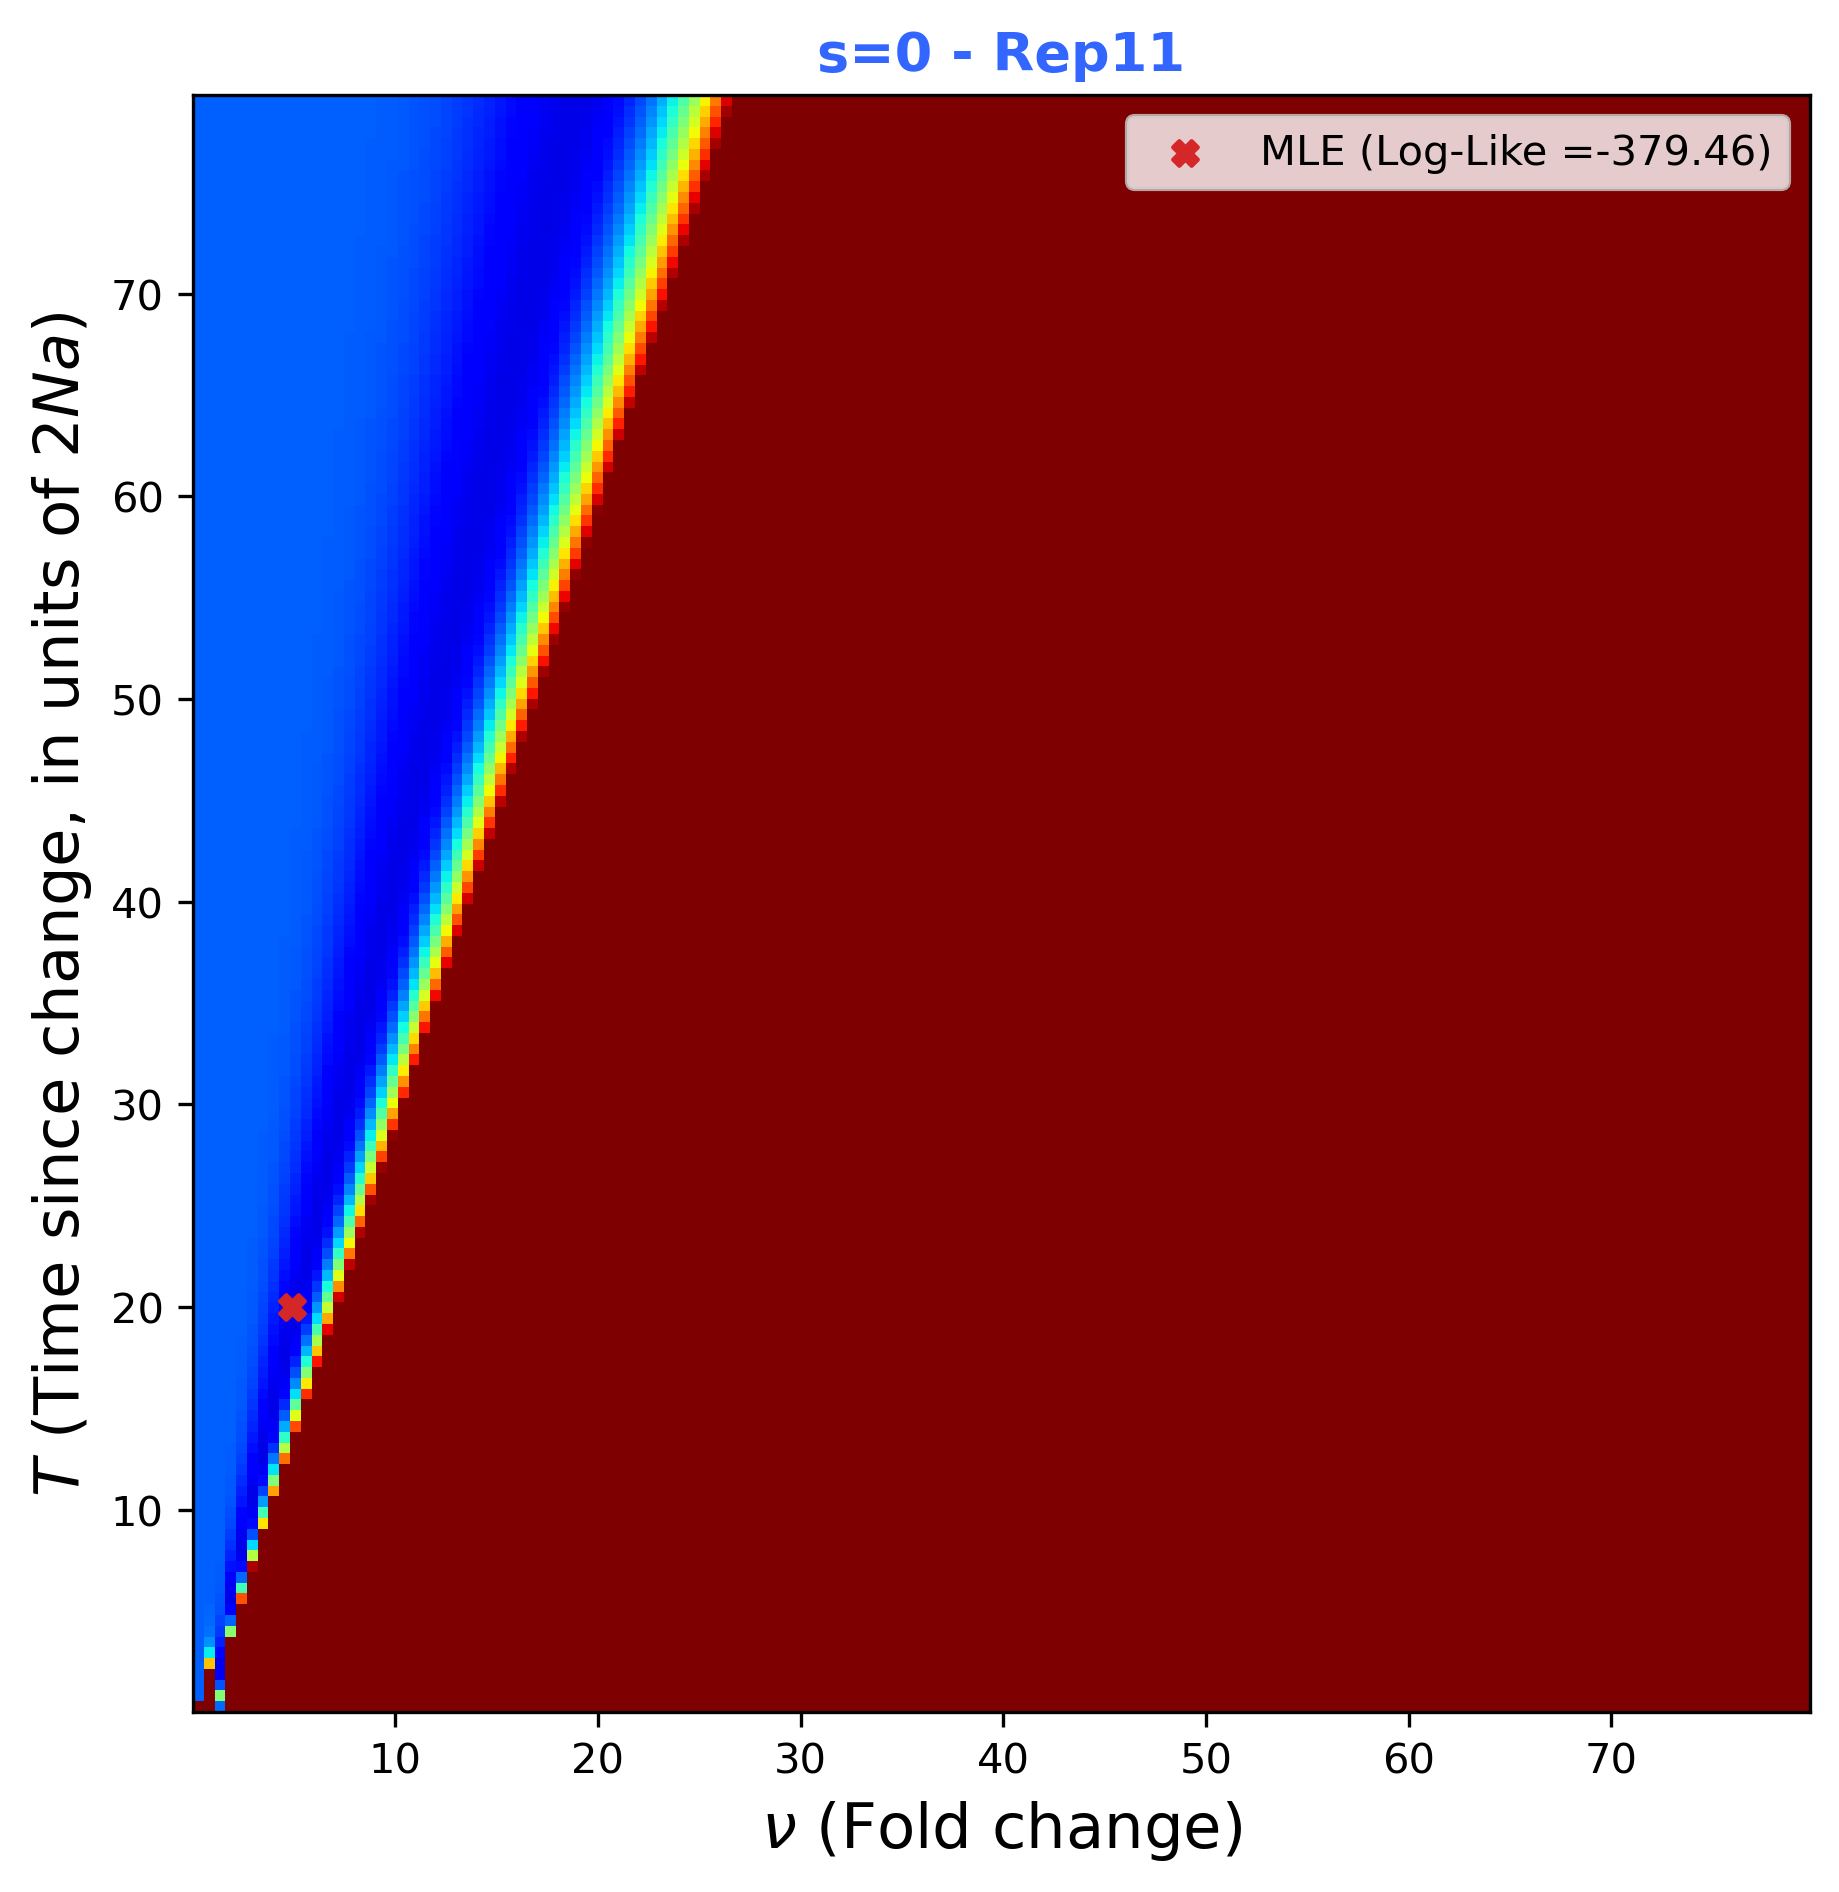 s=0 - Rep11
MLE (Log-Like =-379.46)
T (Time since change, in units of 2Na)
70
60
50
40
30
20
10
10 20 30 40 50 60 70
ν (Fold change)